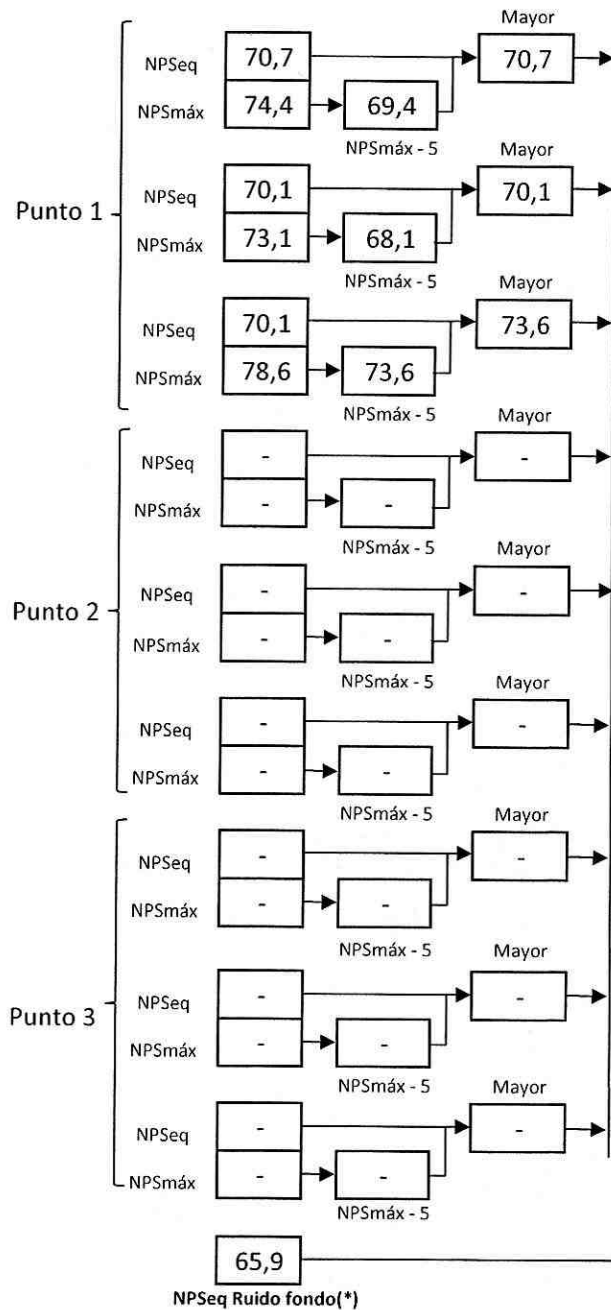 Mayor
NPSeq 70,7 70,7
NPSmáx 74,4 69,4
NPSmáx - 5
Mayor
NPSeq 70,1 70,1
Punto 1
NPSmáx 73,1 68,1
NPSmáx - 5
Mayor
NPSeq 70,1 73,6
NPSmáx 78,6 73,6
NPSmáx - 5
Mayor
NPSeq - -
NPSmáx - -
NPSmáx - 5
Mayor
NPSeq - -
Punto 2
NPSmáx - -
NPSmáx - 5
Mayor
NPSeq - -
NPSmáx - -
NPSmáx - 5
Mayor
NPSeq - -
NPSmáx - -
NPSmáx - 5
Mayor
NPSeq - -
Punto 3
NPSmáx - -
NPSmáx - 5
Mayor
NPSeq - -
NPSmáx - -
NPSmáx - 5
65,9
NPSeq Ruido fondo(*)